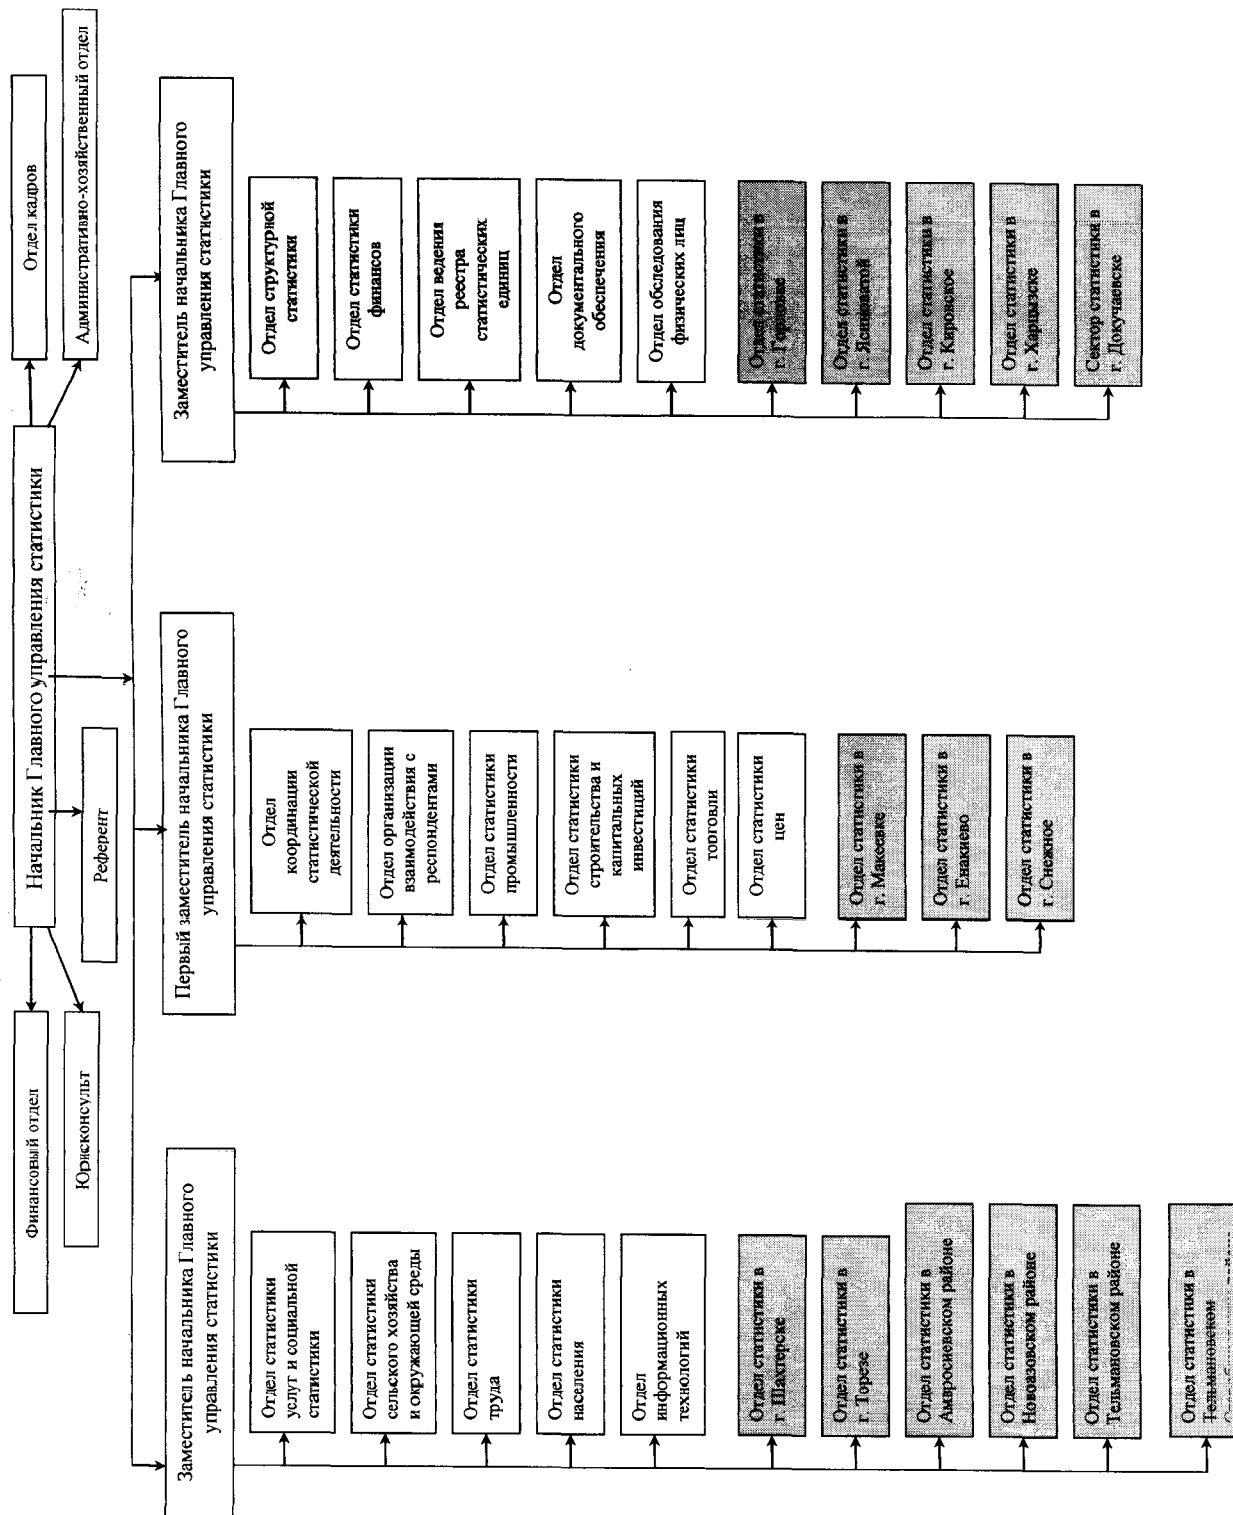 Начальник Главного управления статистики
Финансовый отдел
Юрисконсульт
Референт
Отдел кадров
Административно-хозяйственный отдел
Заместитель начальника Главного
управления статистики
Отдел статистики
услуг и социальной
статистики
Отдел статистики
сельского хозяйства
и окружающей среды
Отдел статистики
труда
Отдел статистики
населения
Отдел
информационных
технологий
Отдел статистики в
г. Шахтерске
Отдел статистики в
г. Торезе
Отдел статистики в
Амвросиевском районе
Отдел статистики в
Новоазовском районе
Отдел статистики в
Тельмановском районе
Отдел статистики в
Тельмановском
Первый заместитель начальника Главного
управления статистики
Отдел
координации
статистической
деятельности
Отдел организации
взаимодействия с
респондентами
Отдел статистики
промышленности
Отдел статистики
строительства и
капитальных
инвестиций
Отдел статистики
торговли
Отдел статистики
цен
Отдел статистики в
г. Макеевке
Отдел статистики в
г. Енакиево
Отдел статистики в
г. Снежное
Заместитель начальника Главного
управления статистики
Отдел структурной
статистики
Отдел статистики
финансов
Отдел ведения
реестра
статистических
единиц
Отдел
документального
обеспечения
Отдел обследования
физических лиц
Отдел статистики в
г. Горловке
Отдел статистики в
г. Ясиноватой
Отдел статистики в
г. Кировское
Отдел статистики в
г. Харцызске
Сектор статистики в
г. Докучаевске